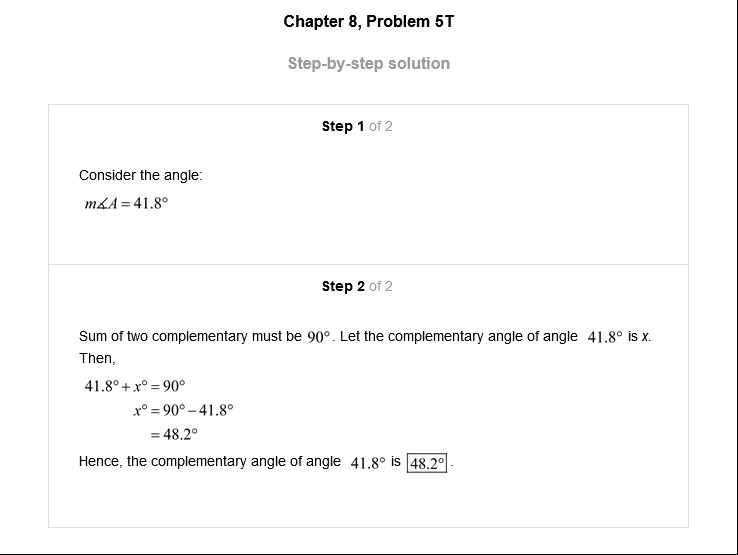 Chapter 8, Problem 5T
Step-by-step solution
Step 1 of 2
Consider the angle:
m∡A = 41.8°
Step 2 of 2
Sum of two complementary must be 90°. Let the complementary angle of angle 41.8° is x.
Then,
41.8° + x° = 90°
x° = 90° − 41.8°
= 48.2°
Hence, the complementary angle of angle 41.8° is 48.2°.